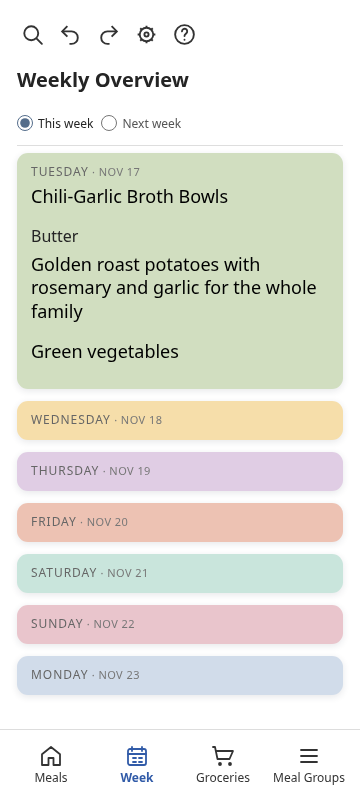 Weekly Overview
This week Next week
TUESDAY · NOV 17
Chili-Garlic Broth Bowls
Butter
Golden roast potatoes with
rosemary and garlic for the whole
family
Green vegetables
WEDNESDAY · NOV 18
THURSDAY · NOV 19
FRIDAY · NOV 20
SATURDAY · NOV 21
SUNDAY · NOV 22
MONDAY · NOV 23
Meals Week Groceries Meal Groups